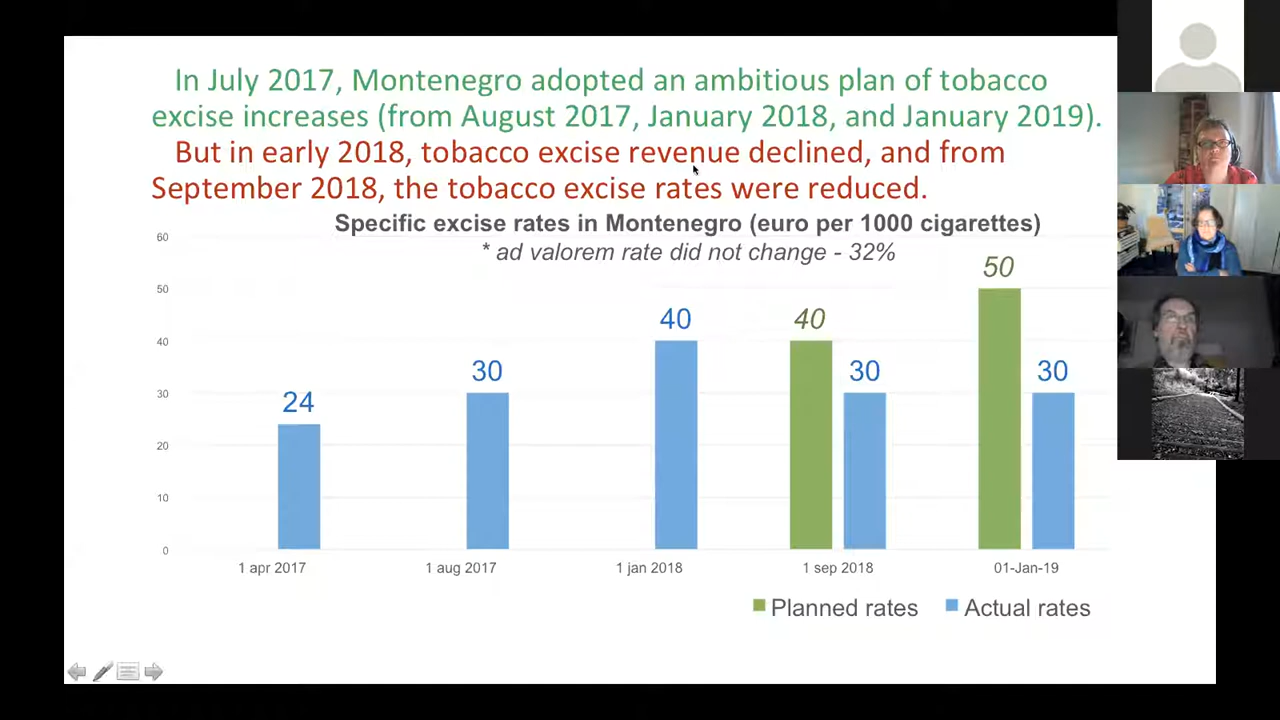 In July 2017, Montenegro adopted an ambitious plan of tobacco
excise increases (from August 2017, January 2018, and January 2019).
But in early 2018, tobacco excise revenue declined, and from
September 2018, the tobacco excise rates were reduced.
Specific excise rates in Montenegro (euro per 1000 cigarettes)
* ad valorem rate did not change - 32%
60
50
40
30
20
10
0
24
30
40
40
30
50
30
1 apr 2017
1 aug 2017
1 jan 2018
1 sep 2018
01-Jan-19
Planned rates
Actual rates